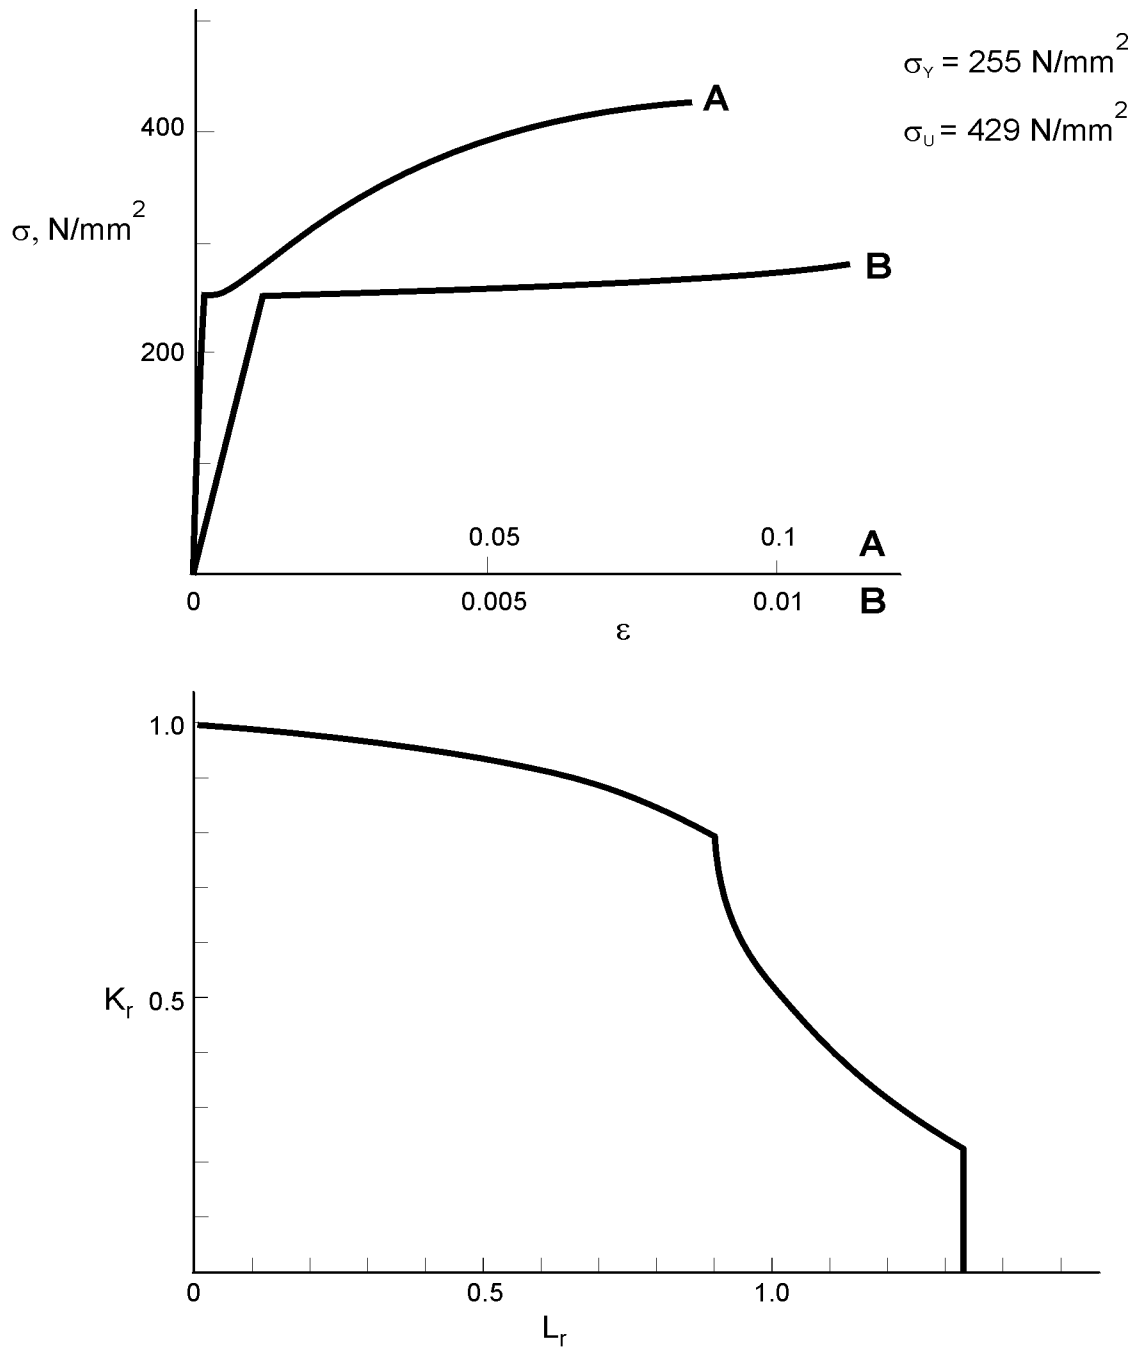 σY = 255 N/mm2
A
400
σU = 429 N/mm2
σ, N/mm2
B
200
0.05 0.1 A
0 0.005 0.01 B
ε
1.0
Kr 0.5
0 0.5 1.0
Lr